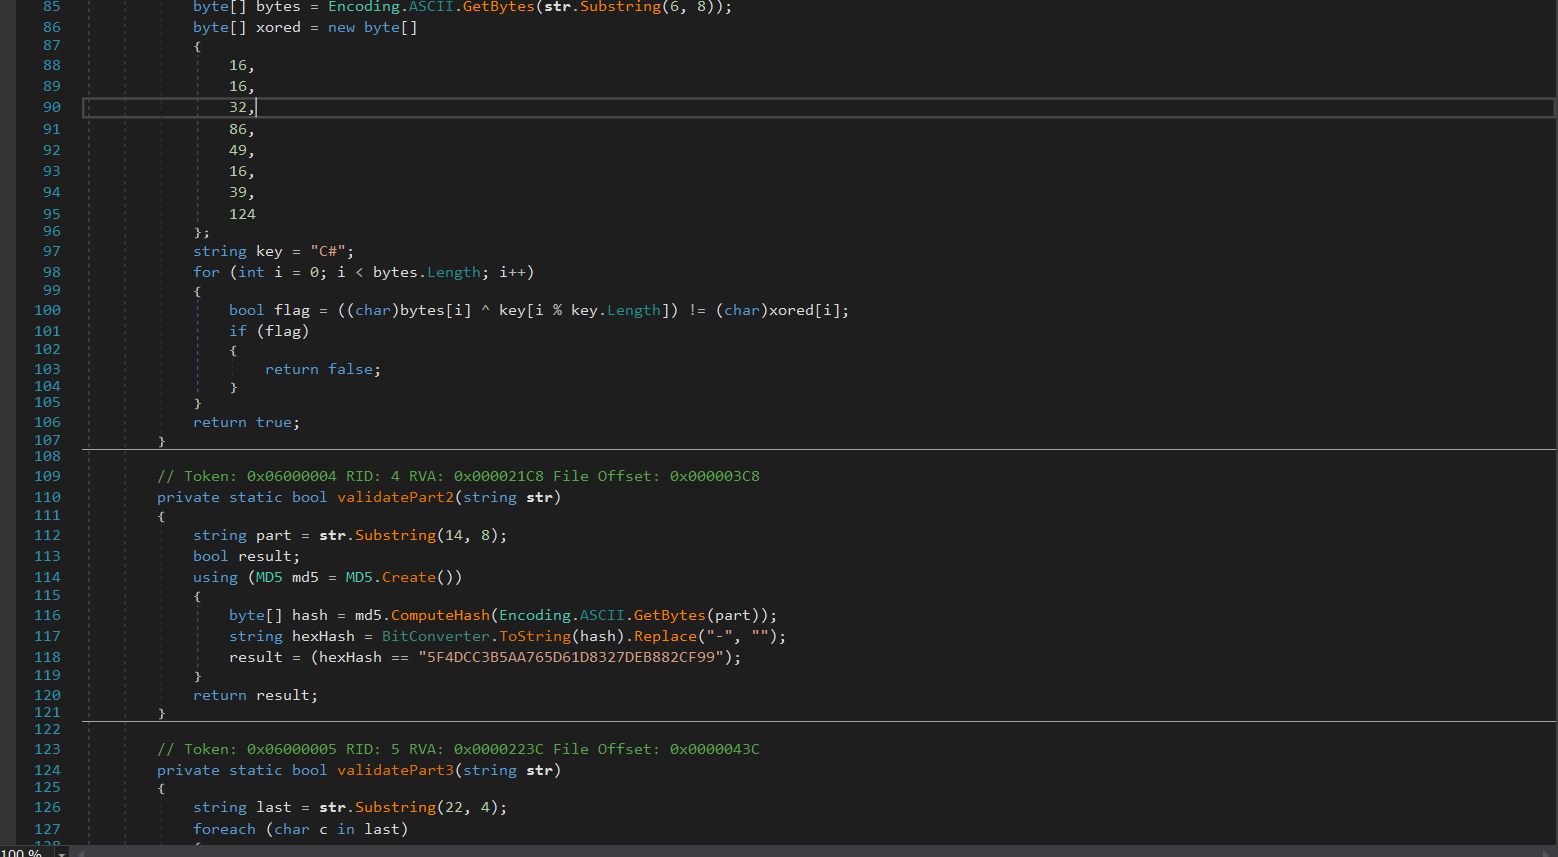 85 byte[] bytes = Encoding.ASCII.GetBytes(str.Substring(6, 8));
86 byte[] xored = new byte[]
87 {
88 16,
89 16,
90 32,
91 86,
92 49,
93 16,
94 39,
95 124
96 };
97 string key = "C#";
98 for (int i = 0; i < bytes.Length; i++)
99 {
100 bool flag = ((char)bytes[i] ^ key[i % key.Length]) != (char)xored[i];
101 if (flag)
102 {
103 return false;
104 }
105 }
106 return true;
107 }
108
109 // Token: 0x06000004 RID: 4 RVA: 0x000021C8 File Offset: 0x000003C8
110 private static bool validatePart2(string str)
111 {
112 string part = str.Substring(14, 8);
113 bool result;
114 using (MD5 md5 = MD5.Create())
115 {
116 byte[] hash = md5.ComputeHash(Encoding.ASCII.GetBytes(part));
117 string hexHash = BitConverter.ToString(hash).Replace("-", "");
118 result = (hexHash == "5F4DCC3B5AA765D61D8327DEB882CF99");
119 }
120 return result;
121 }
122
123 // Token: 0x06000005 RID: 5 RVA: 0x0000223C File Offset: 0x0000043C
124 private static bool validatePart3(string str)
125 {
126 string last = str.Substring(22, 4);
127 foreach (char c in last)
128 {
100 %